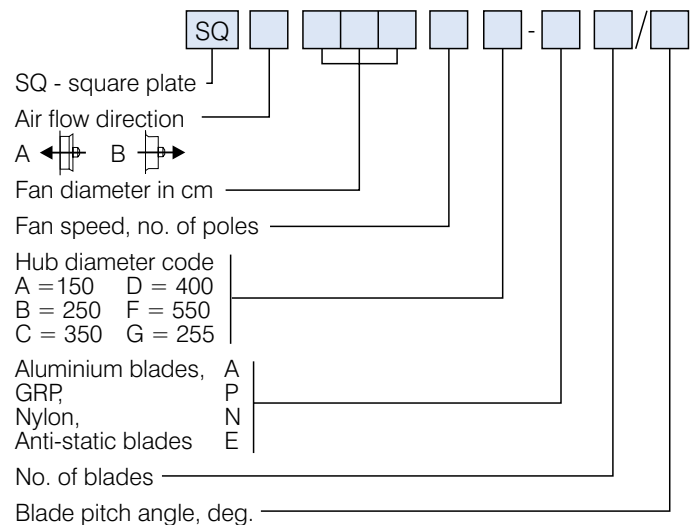 SQ - /
SQ - square plate
Air flow direction
A B
Fan diameter in cm
Fan speed, no. of poles
Hub diameter code
A =150 D = 400
B = 250 F = 550
C = 350 G = 255
Aluminium blades, A
GRP, P
Nylon, N
Anti-static blades E
No. of blades
Blade pitch angle, deg.